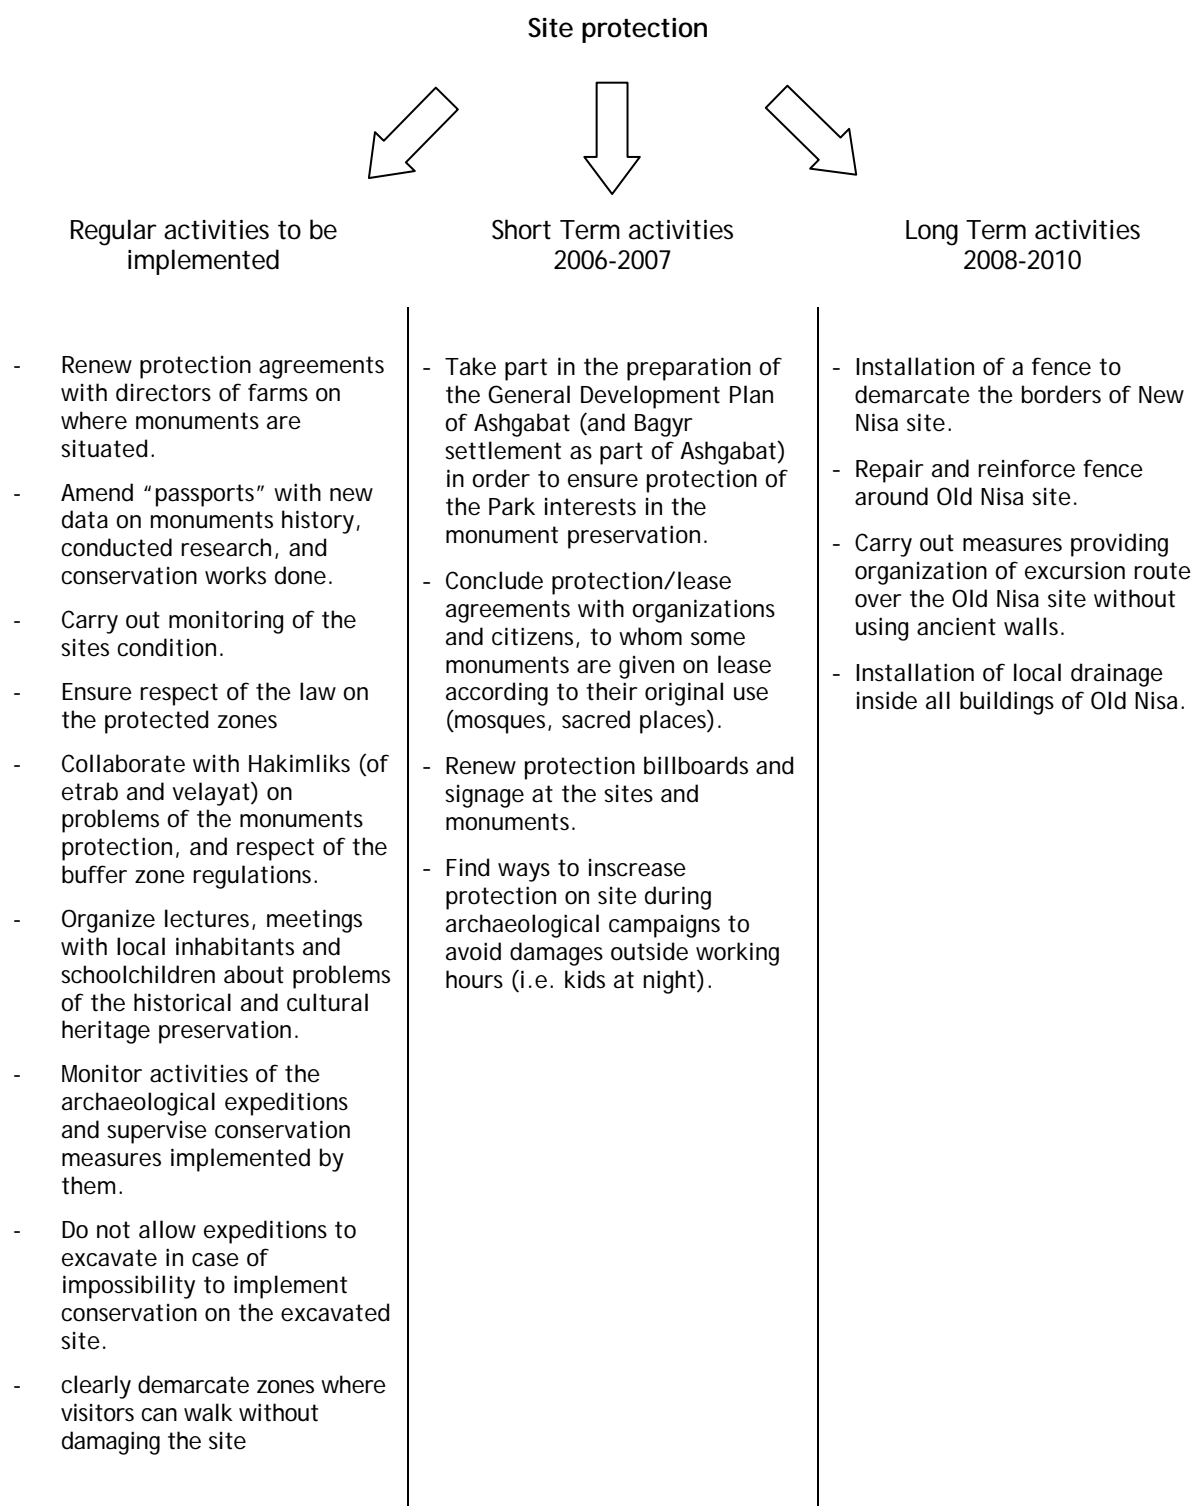 Site protection
Regular activities to be
implemented
Short Term activities
2006-2007
Long Term activities
2008-2010
- Renew protection agreements
with directors of farms on
where monuments are
situated.
- Amend “passports” with new
data on monuments history,
conducted research, and
conservation works done.
- Carry out monitoring of the
sites condition.
- Ensure respect of the law on
the protected zones
- Collaborate with Hakimliks (of
etrab and velayat) on
problems of the monuments
protection, and respect of the
buffer zone regulations.
- Organize lectures, meetings
with local inhabitants and
schoolchildren about problems
of the historical and cultural
heritage preservation.
- Monitor activities of the
archaeological expeditions
and supervise conservation
measures implemented by
them.
- Do not allow expeditions to
excavate in case of
impossibility to implement
conservation on the excavated
site.
- clearly demarcate zones where
visitors can walk without
damaging the site
- Take part in the preparation of
the General Development Plan
of Ashgabat (and Bagyr
settlement as part of Ashgabat)
in order to ensure protection of
the Park interests in the
monument preservation.
- Conclude protection/lease
agreements with organizations
and citizens, to whom some
monuments are given on lease
according to their original use
(mosques, sacred places).
- Renew protection billboards and
signage at the sites and
monuments.
- Find ways to inscrease
protection on site during
archaeological campaigns to
avoid damages outside working
hours (i.e. kids at night).
- Installation of a fence to
demarcate the borders of New
Nisa site.
- Repair and reinforce fence
around Old Nisa site.
- Carry out measures providing
organization of excursion route
over the Old Nisa site without
using ancient walls.
- Installation of local drainage
inside all buildings of Old Nisa.